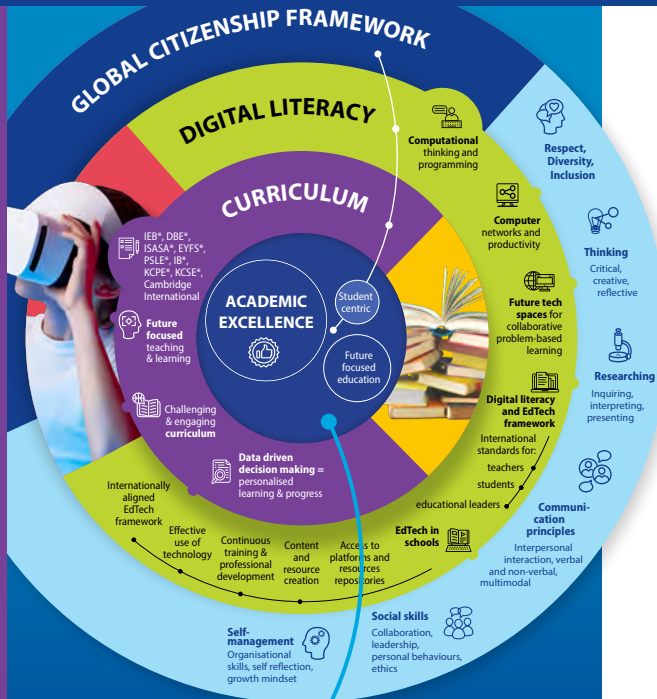 GLOBAL CITIZENSHIP FRAMEWORK
DIGITAL LITERACY
CURRICULUM
ACADEMIC
EXCELLENCE
Student
centric
Future
focused
education
IEB*, DBE*,
ISASA*, EYFS*,
PSLE*, IB*,
KCPE*, KCSE*,
Cambridge
International
Future
focused
teaching
& learning
Challenging
& engaging
curriculum
Data driven
decision making =
personalised
learning & progress
Computational
thinking and
programming
Computer
networks and
productivity
Future tech
spaces for
collaborative
problem-based
learning
Digital literacy
and EdTech
framework
International
standards for:
teachers
students
educational leaders
EdTech in
schools
Internationally
aligned
EdTech
framework
Effective
use of
technology
Continuous
training &
professional
development
Content
and
resource
creation
Access to
platforms and
resources
repositories
Respect,
Diversity,
Inclusion
Thinking
Critical,
creative,
reflective
Researching
Inquiring,
interpreting,
presenting
Communi-
cation
principles
Interpersonal
interaction, verbal
and non-verbal,
multimodal
Social skills
Collaboration,
leadership,
personal behaviours,
ethics
Self-
management
Organisational
skills, self reflection,
growth mindset